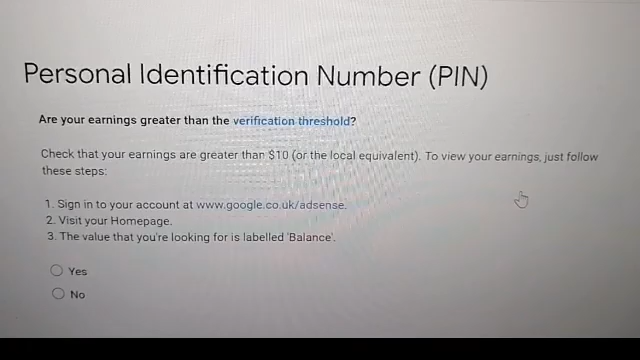 Personal Identification Number (PIN)
Are your earnings greater than the verification threshold?
Check that your earnings are greater than $10 (or the local equivalent). To view your earnings, just follow
these steps:
1. Sign in to your account at www.google.co.uk/adsense.
2. Visit your Homepage.
3. The value that you're looking for is labelled 'Balance'.
Yes
No